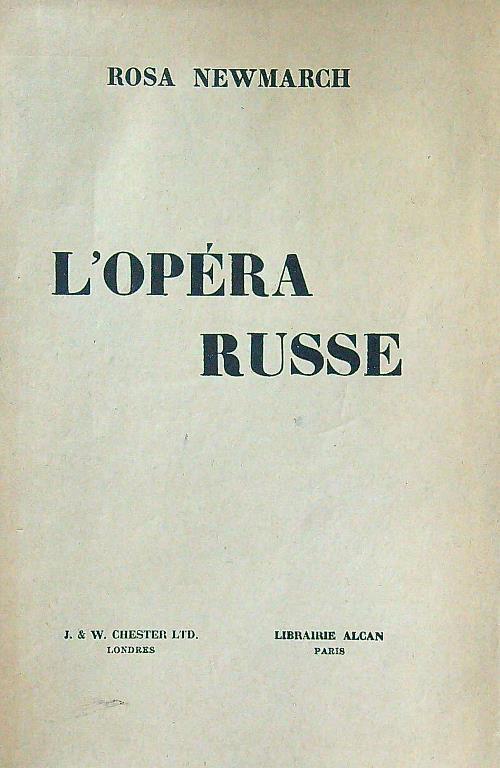 ROSA NEWMARCH
L'OPÉRA
RUSSE
J. & W. CHESTER LTD.
LONDRES
LIBRAIRIE ALCAN
PARIS